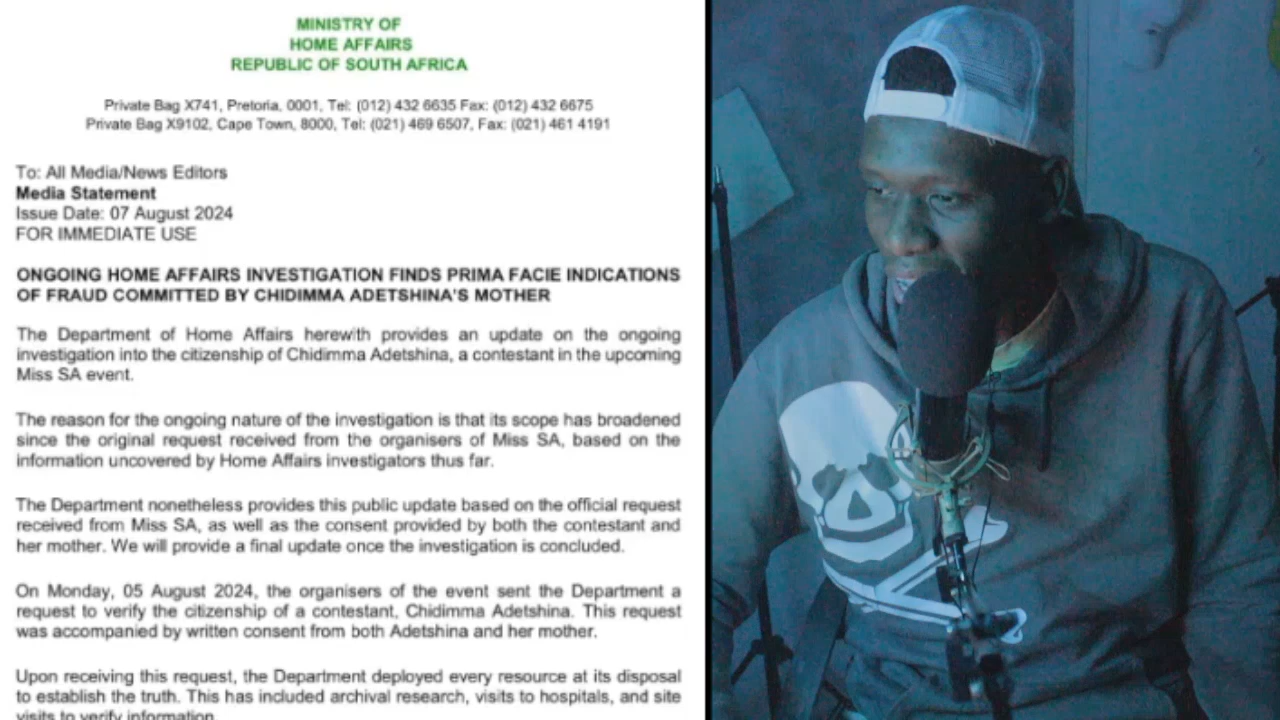 MINISTRY OF
HOME AFFAIRS
REPUBLIC OF SOUTH AFRICA
Private Bag X741, Pretoria, 0001, Tel: (012) 432 6635 Fax: (012) 432 6675
Private Bag X9102, Cape Town, 8000, Tel: (021) 469 6507, Fax: (021) 461 4191
To: All Media/News Editors
Media Statement
Issue Date: 07 August 2024
FOR IMMEDIATE USE
ONGOING HOME AFFAIRS INVESTIGATION FINDS PRIMA FACIE INDICATIONS
OF FRAUD COMMITTED BY CHIDIMMA ADETSHINA'S MOTHER
The Department of Home Affairs herewith provides an update on the ongoing
investigation into the citizenship of Chidimma Adetshina, a contestant in the upcoming
Miss SA event.
The reason for the ongoing nature of the investigation is that its scope has broadened
since the original request received from the organisers of Miss SA, based on the
information uncovered by Home Affairs investigators thus far.
The Department nonetheless provides this public update based on the official request
received from Miss SA, as well as the consent provided by both the contestant and
her mother. We will provide a final update once the investigation is concluded.
On Monday, 05 August 2024, the organisers of the event sent the Department a
request to verify the citizenship of a contestant, Chidimma Adetshina. This request
was accompanied by written consent from both Adetshina and her mother.
Upon receiving this request, the Department deployed every resource at its disposal
to establish the truth. This has included archival research, visits to hospitals, and site
visits to verify information.